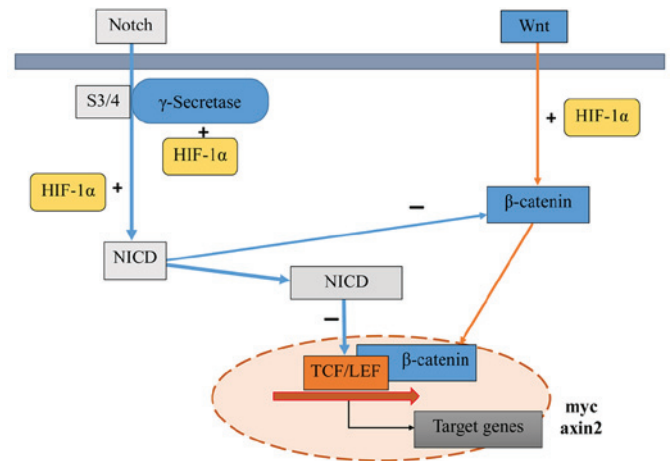 Notch
Wnt
S3/4
γ-Secretase
+
HIF-1α
+
HIF-1α
HIF-1α
+
−
β-catenin
NICD
NICD
−
TCF/LEF
β-catenin
Target genes
myc
axin2